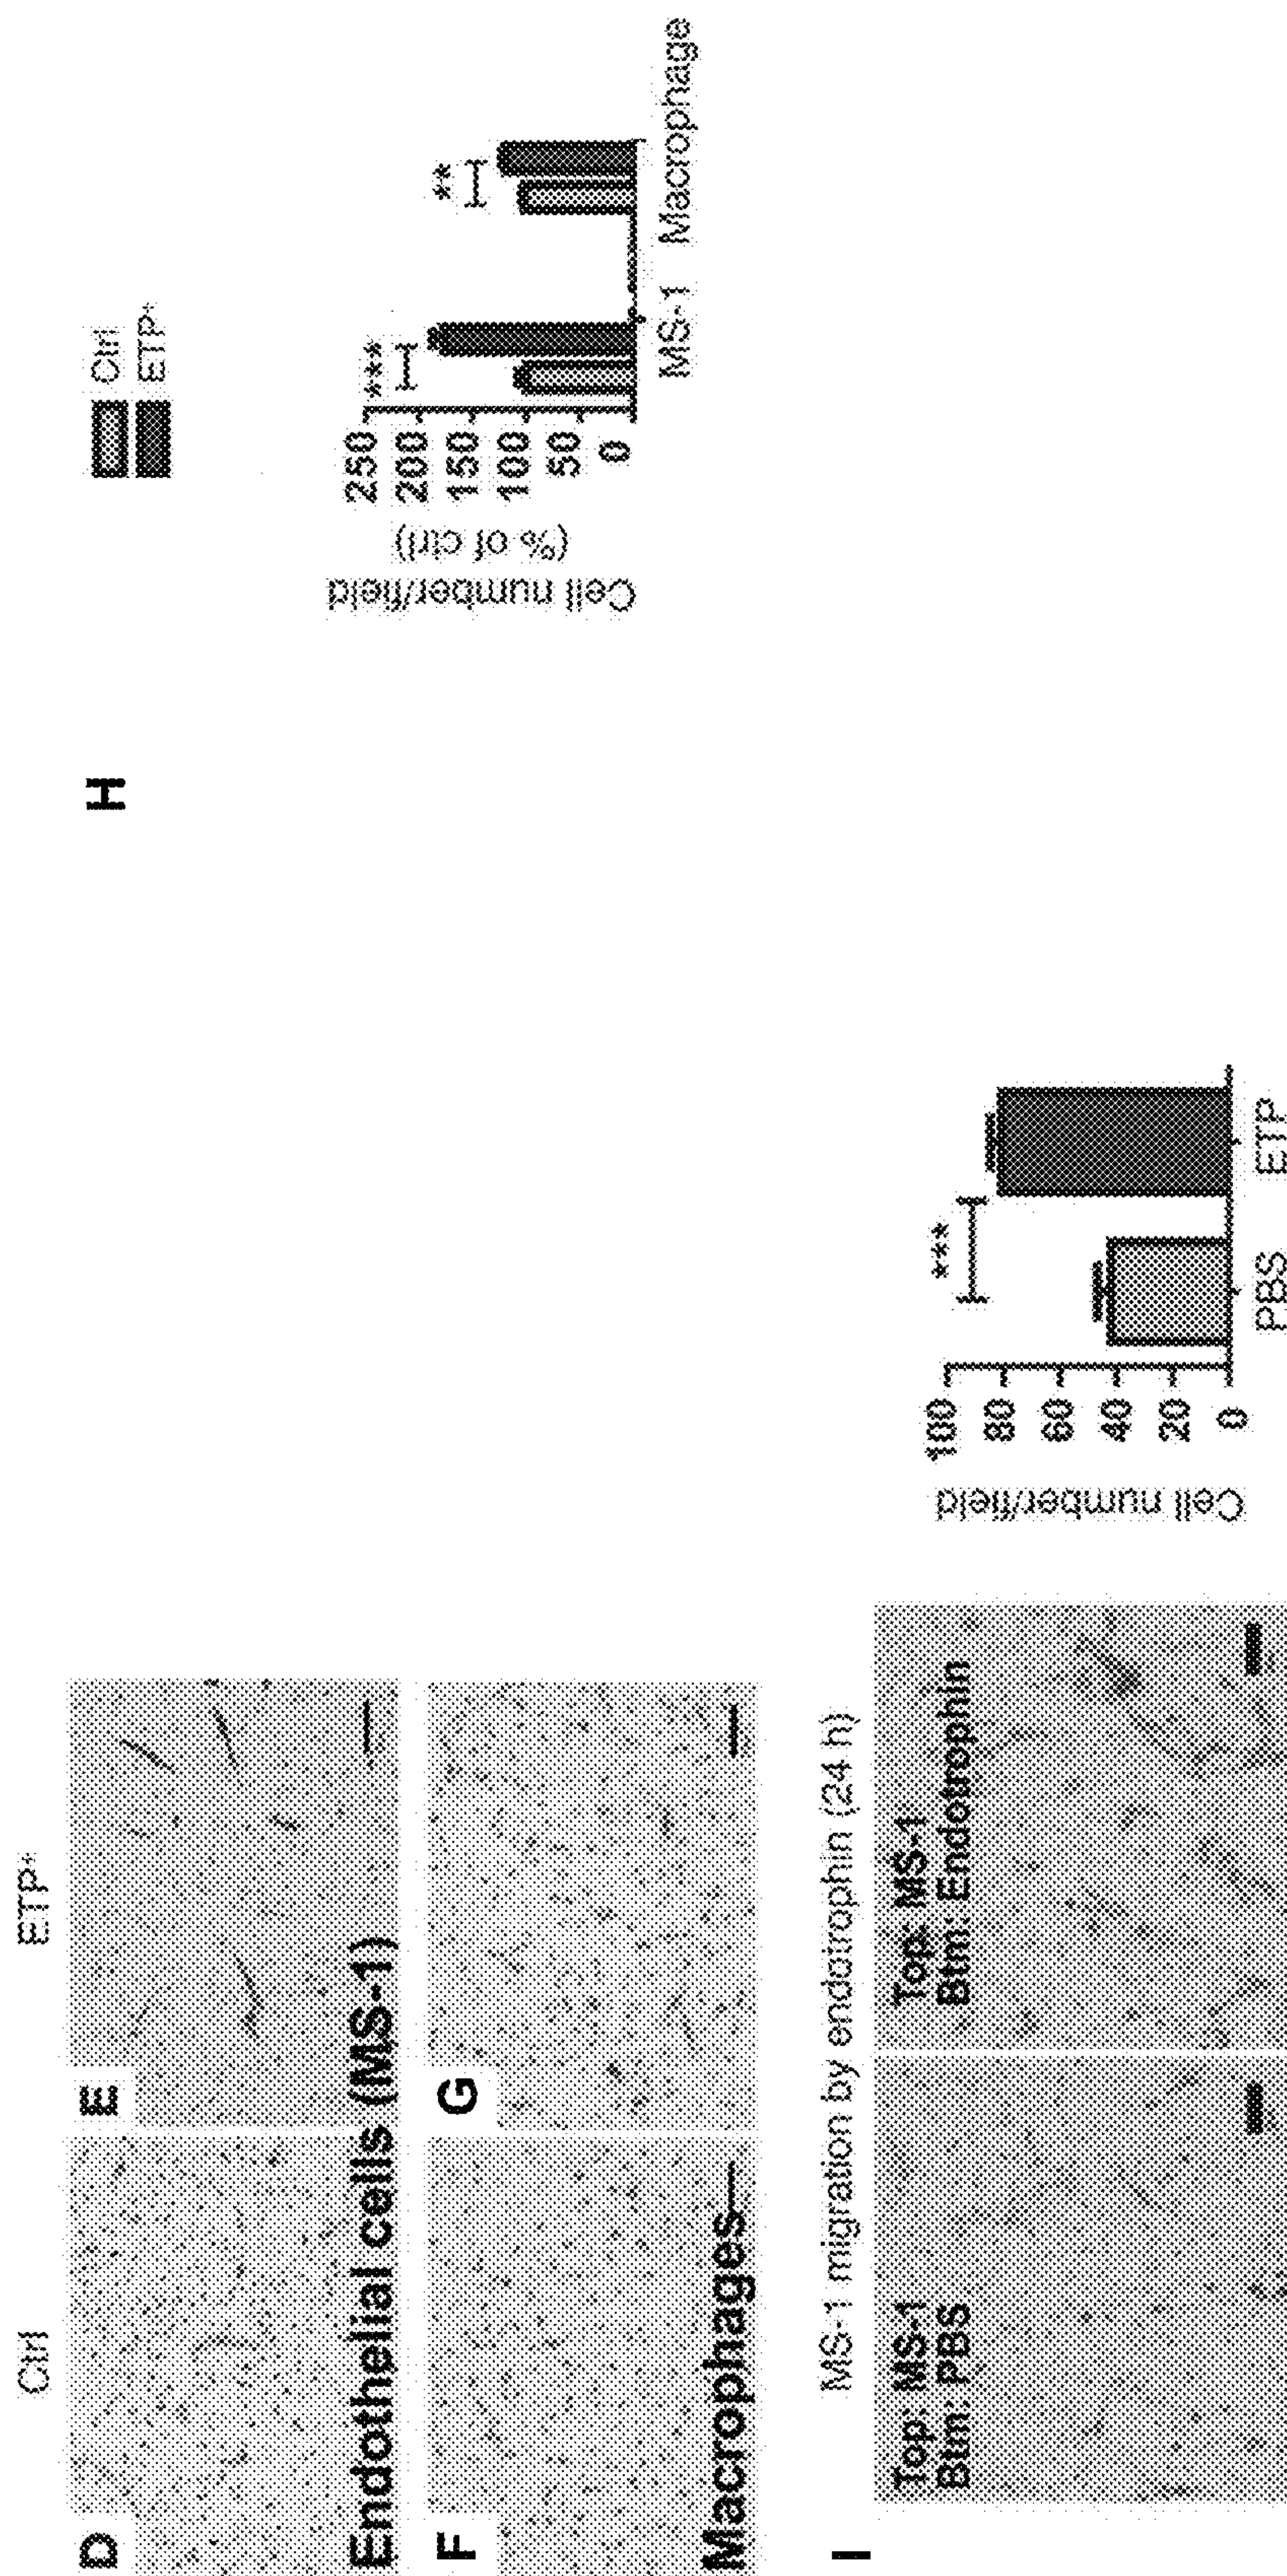 Ctrl
ETP+
D
E
Endothelial cells (MS-1)
F
G
Macrophages
H
Ctrl
ETP+
Cell number/field
(% of ctrl)
250
200
150
100
50
0
***
**
MS-1 Macrophage
I
MS-1 migration by endotrophin (24 h)
Top: MS-1
Btm: PBS
Top: MS-1
Btm: Endotrophin
Cell number/field
100
80
60
40
20
0
***
PBS
ETP